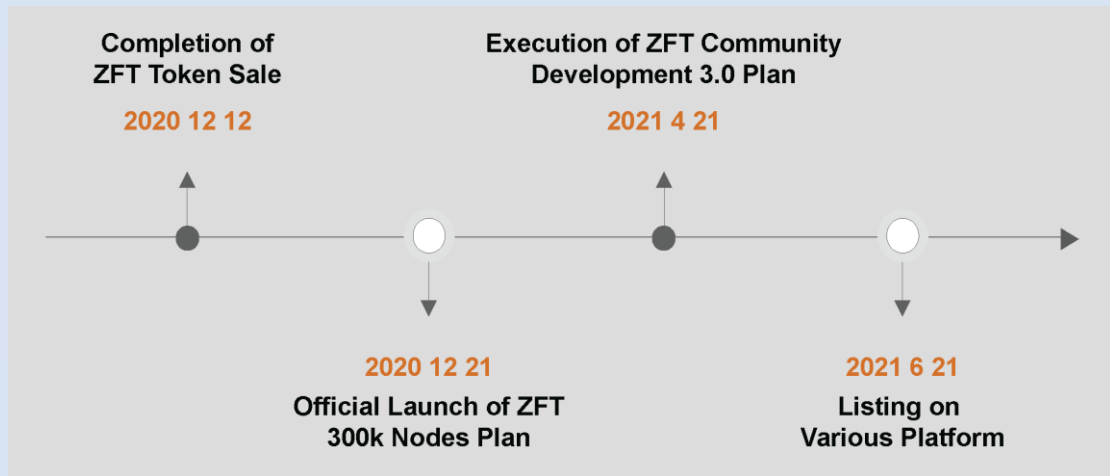 Completion of
ZFT Token Sale
2020 12 12
Execution of ZFT Community
Development 3.0 Plan
2021 4 21
2020 12 21
Official Launch of ZFT
300k Nodes Plan
2021 6 21
Listing on
Various Platform